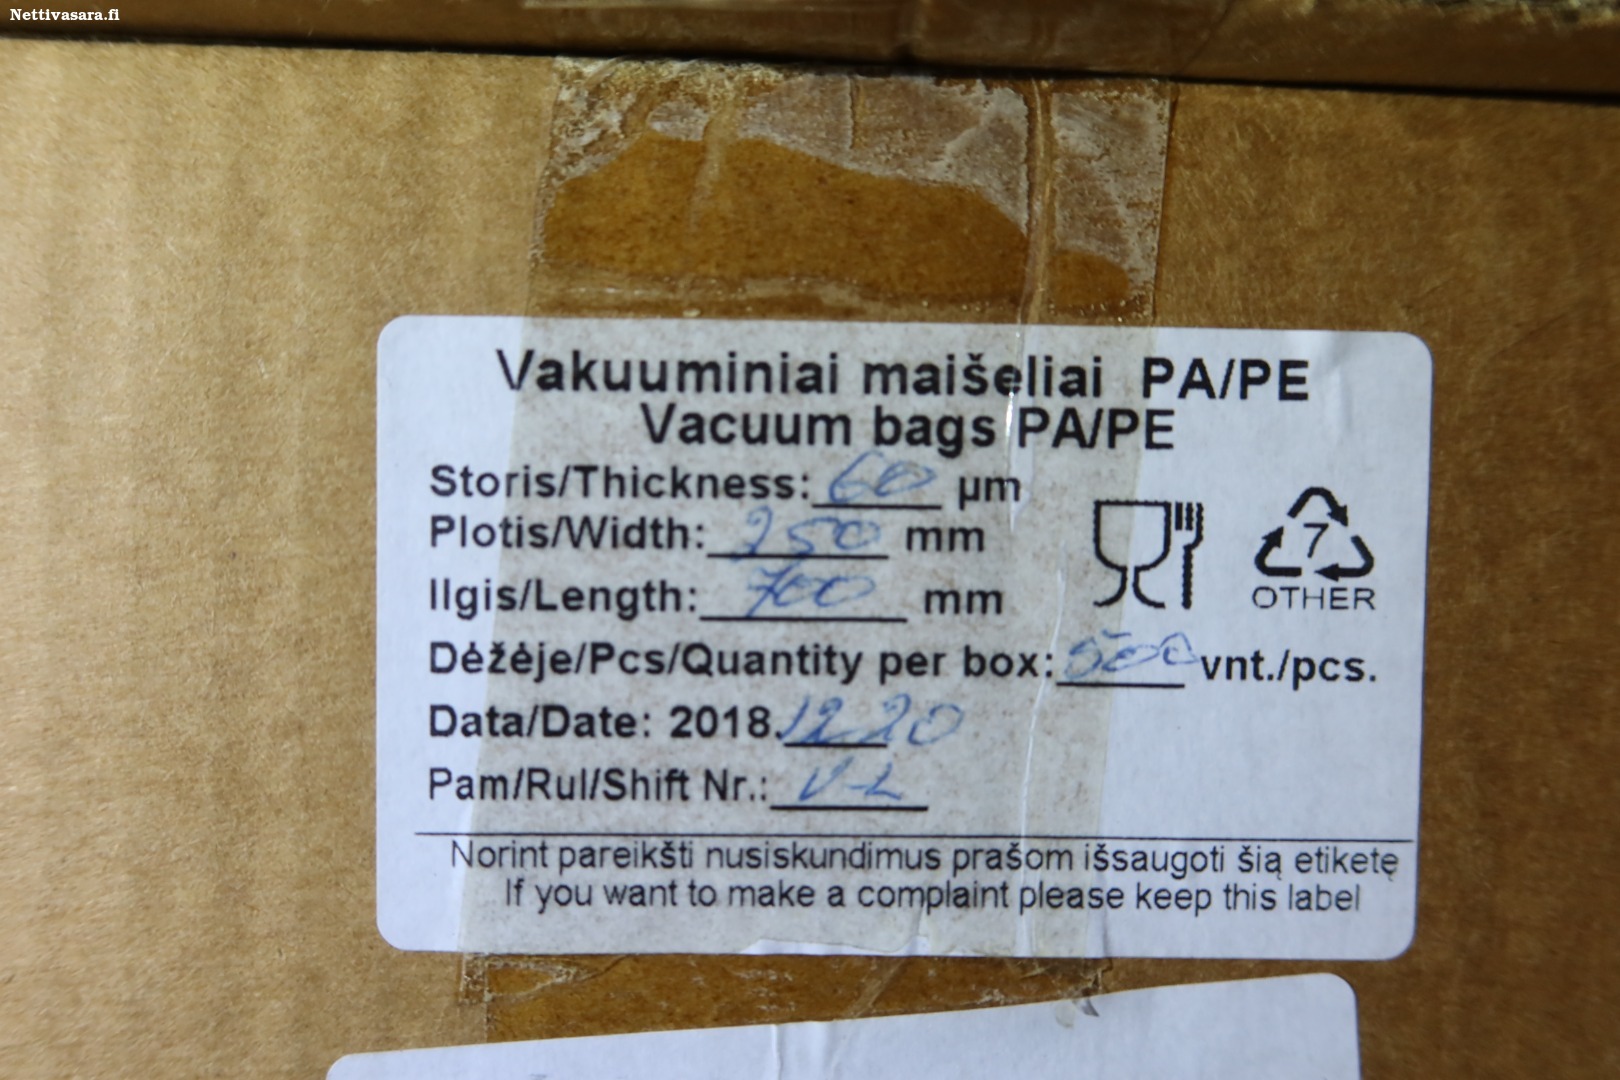 Nettivasara.fi
Vakuuminiai maišeliai PA/PE
Vacuum bags PA/PE
Storis/Thickness: 60 µm
Plotis/Width: 250 mm
Ilgis/Length: 700 mm
7
OTHER
Dėžėje/Pcs/Quantity per box: 500 vnt./pcs.
Data/Date: 2018. 12 20
Pam/Rul/Shift Nr.: V-L
Norint pareikšti nusiskundimus prašom išsaugoti šią etiketę
If you want to make a complaint please keep this label